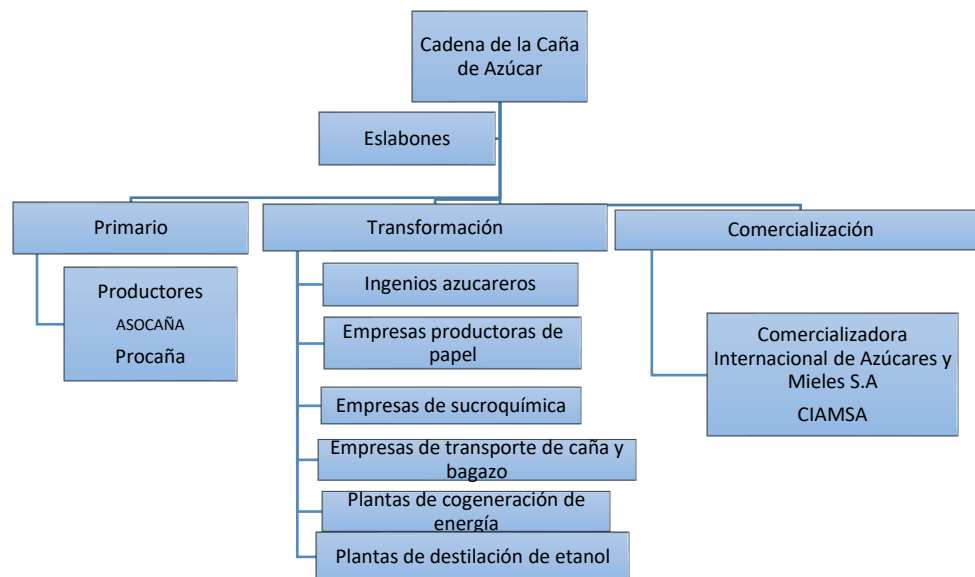 Cadena de la Caña
de Azúcar
Eslabones
Primario
Productores
ASOCAÑA
Procaña
Transformación
Ingenios azucareros
Empresas productoras de
papel
Empresas de sucroquímica
Empresas de transporte de caña y
bagazo
Plantas de cogeneración de
energía
Plantas de destilación de etanol
Comercialización
Comercializadora
Internacional de Azúcares y
Mieles S.A
CIAMSA